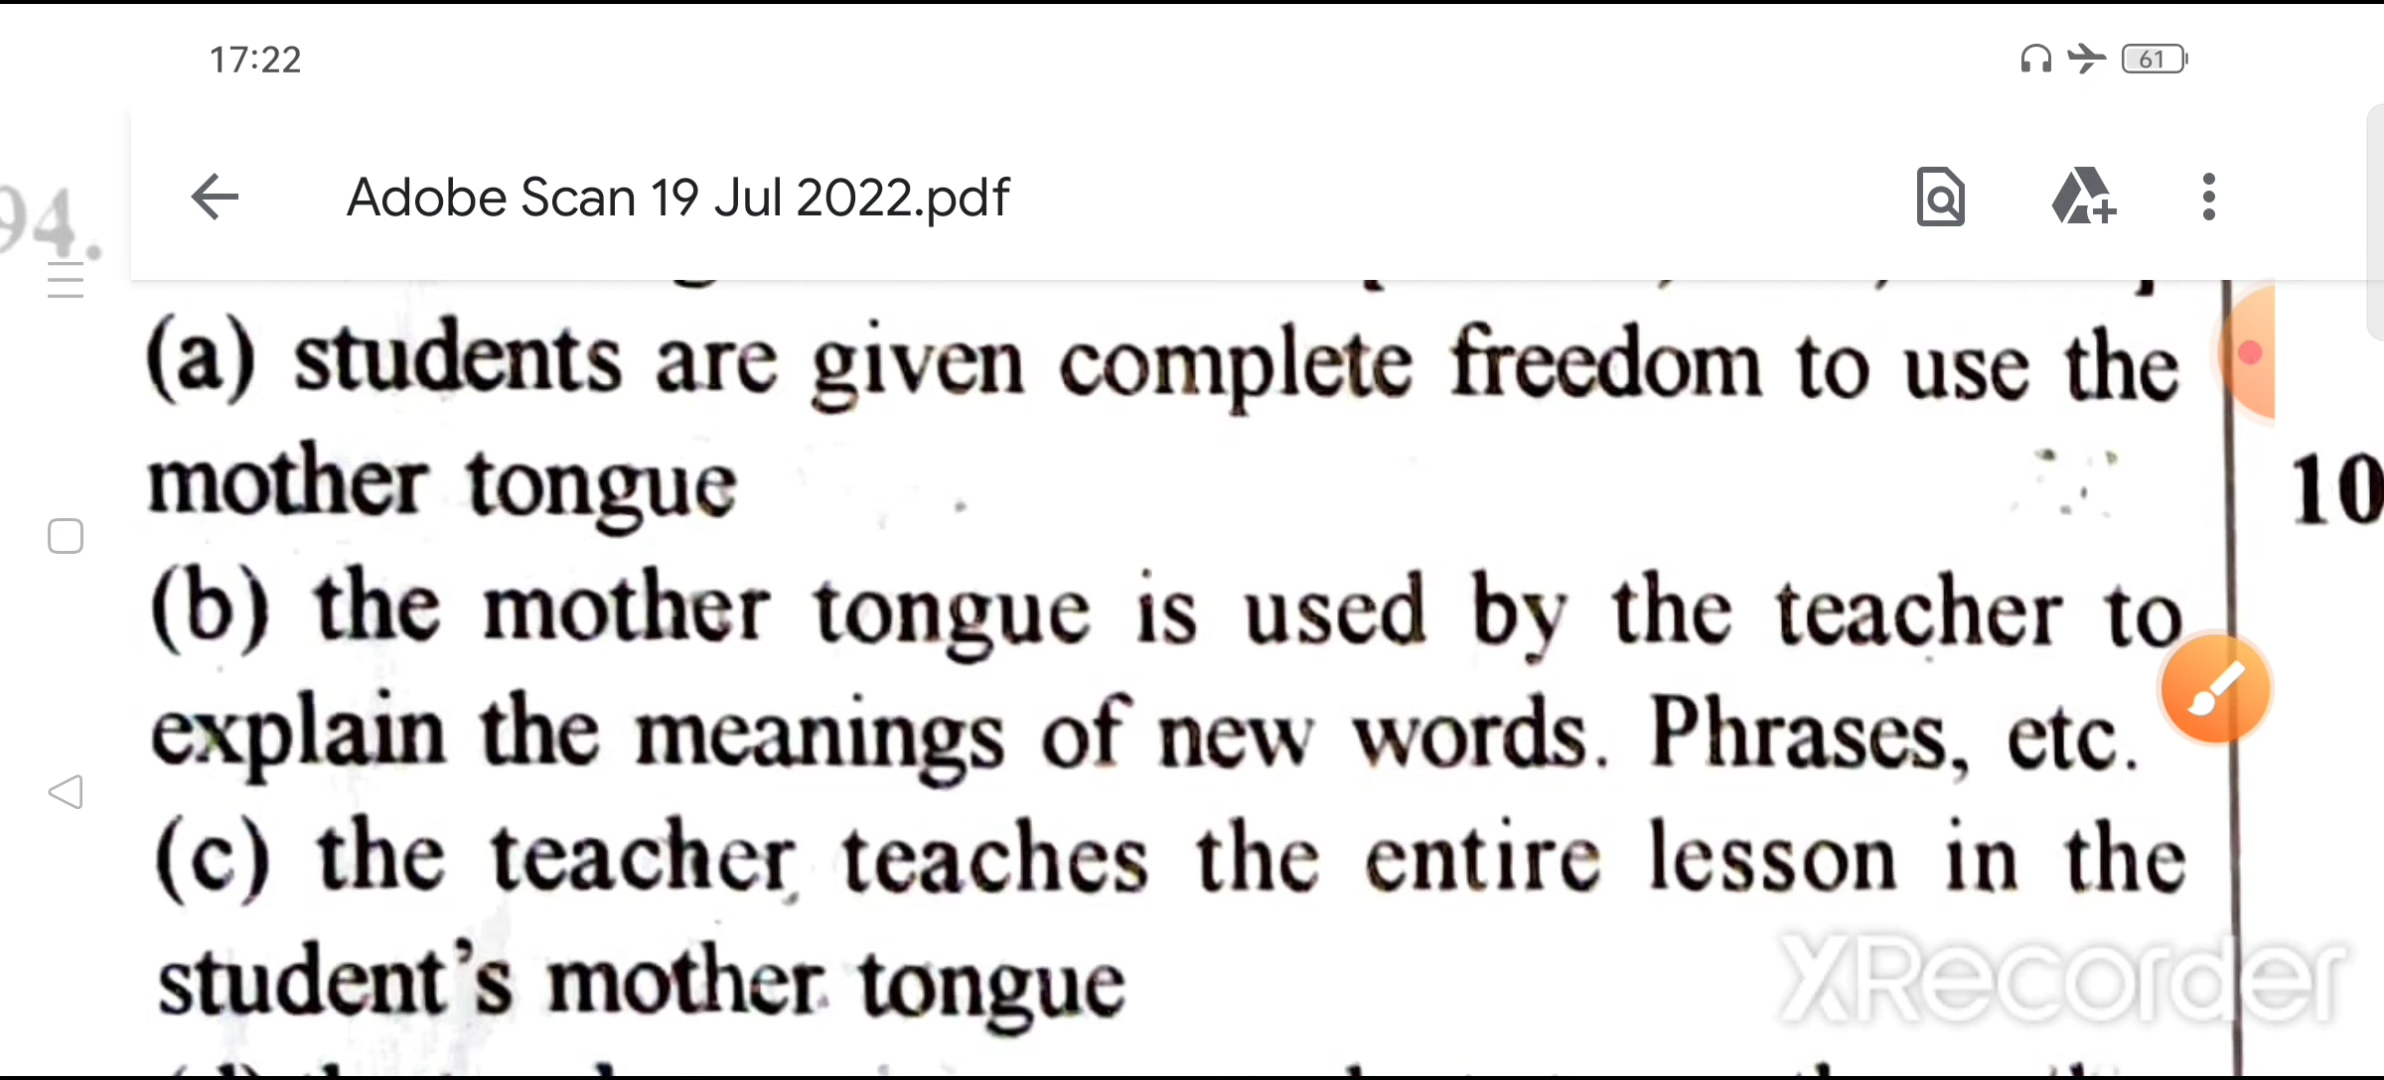 17:22
61
94.
Adobe Scan 19 Jul 2022.pdf
(a) students are given complete freedom to use the
mother tongue
10
(b) the mother tongue is used by the teacher to
explain the meanings of new words. Phrases, etc.
(c) the teacher teaches the entire lesson in the
student's mother tongue
XRecorder